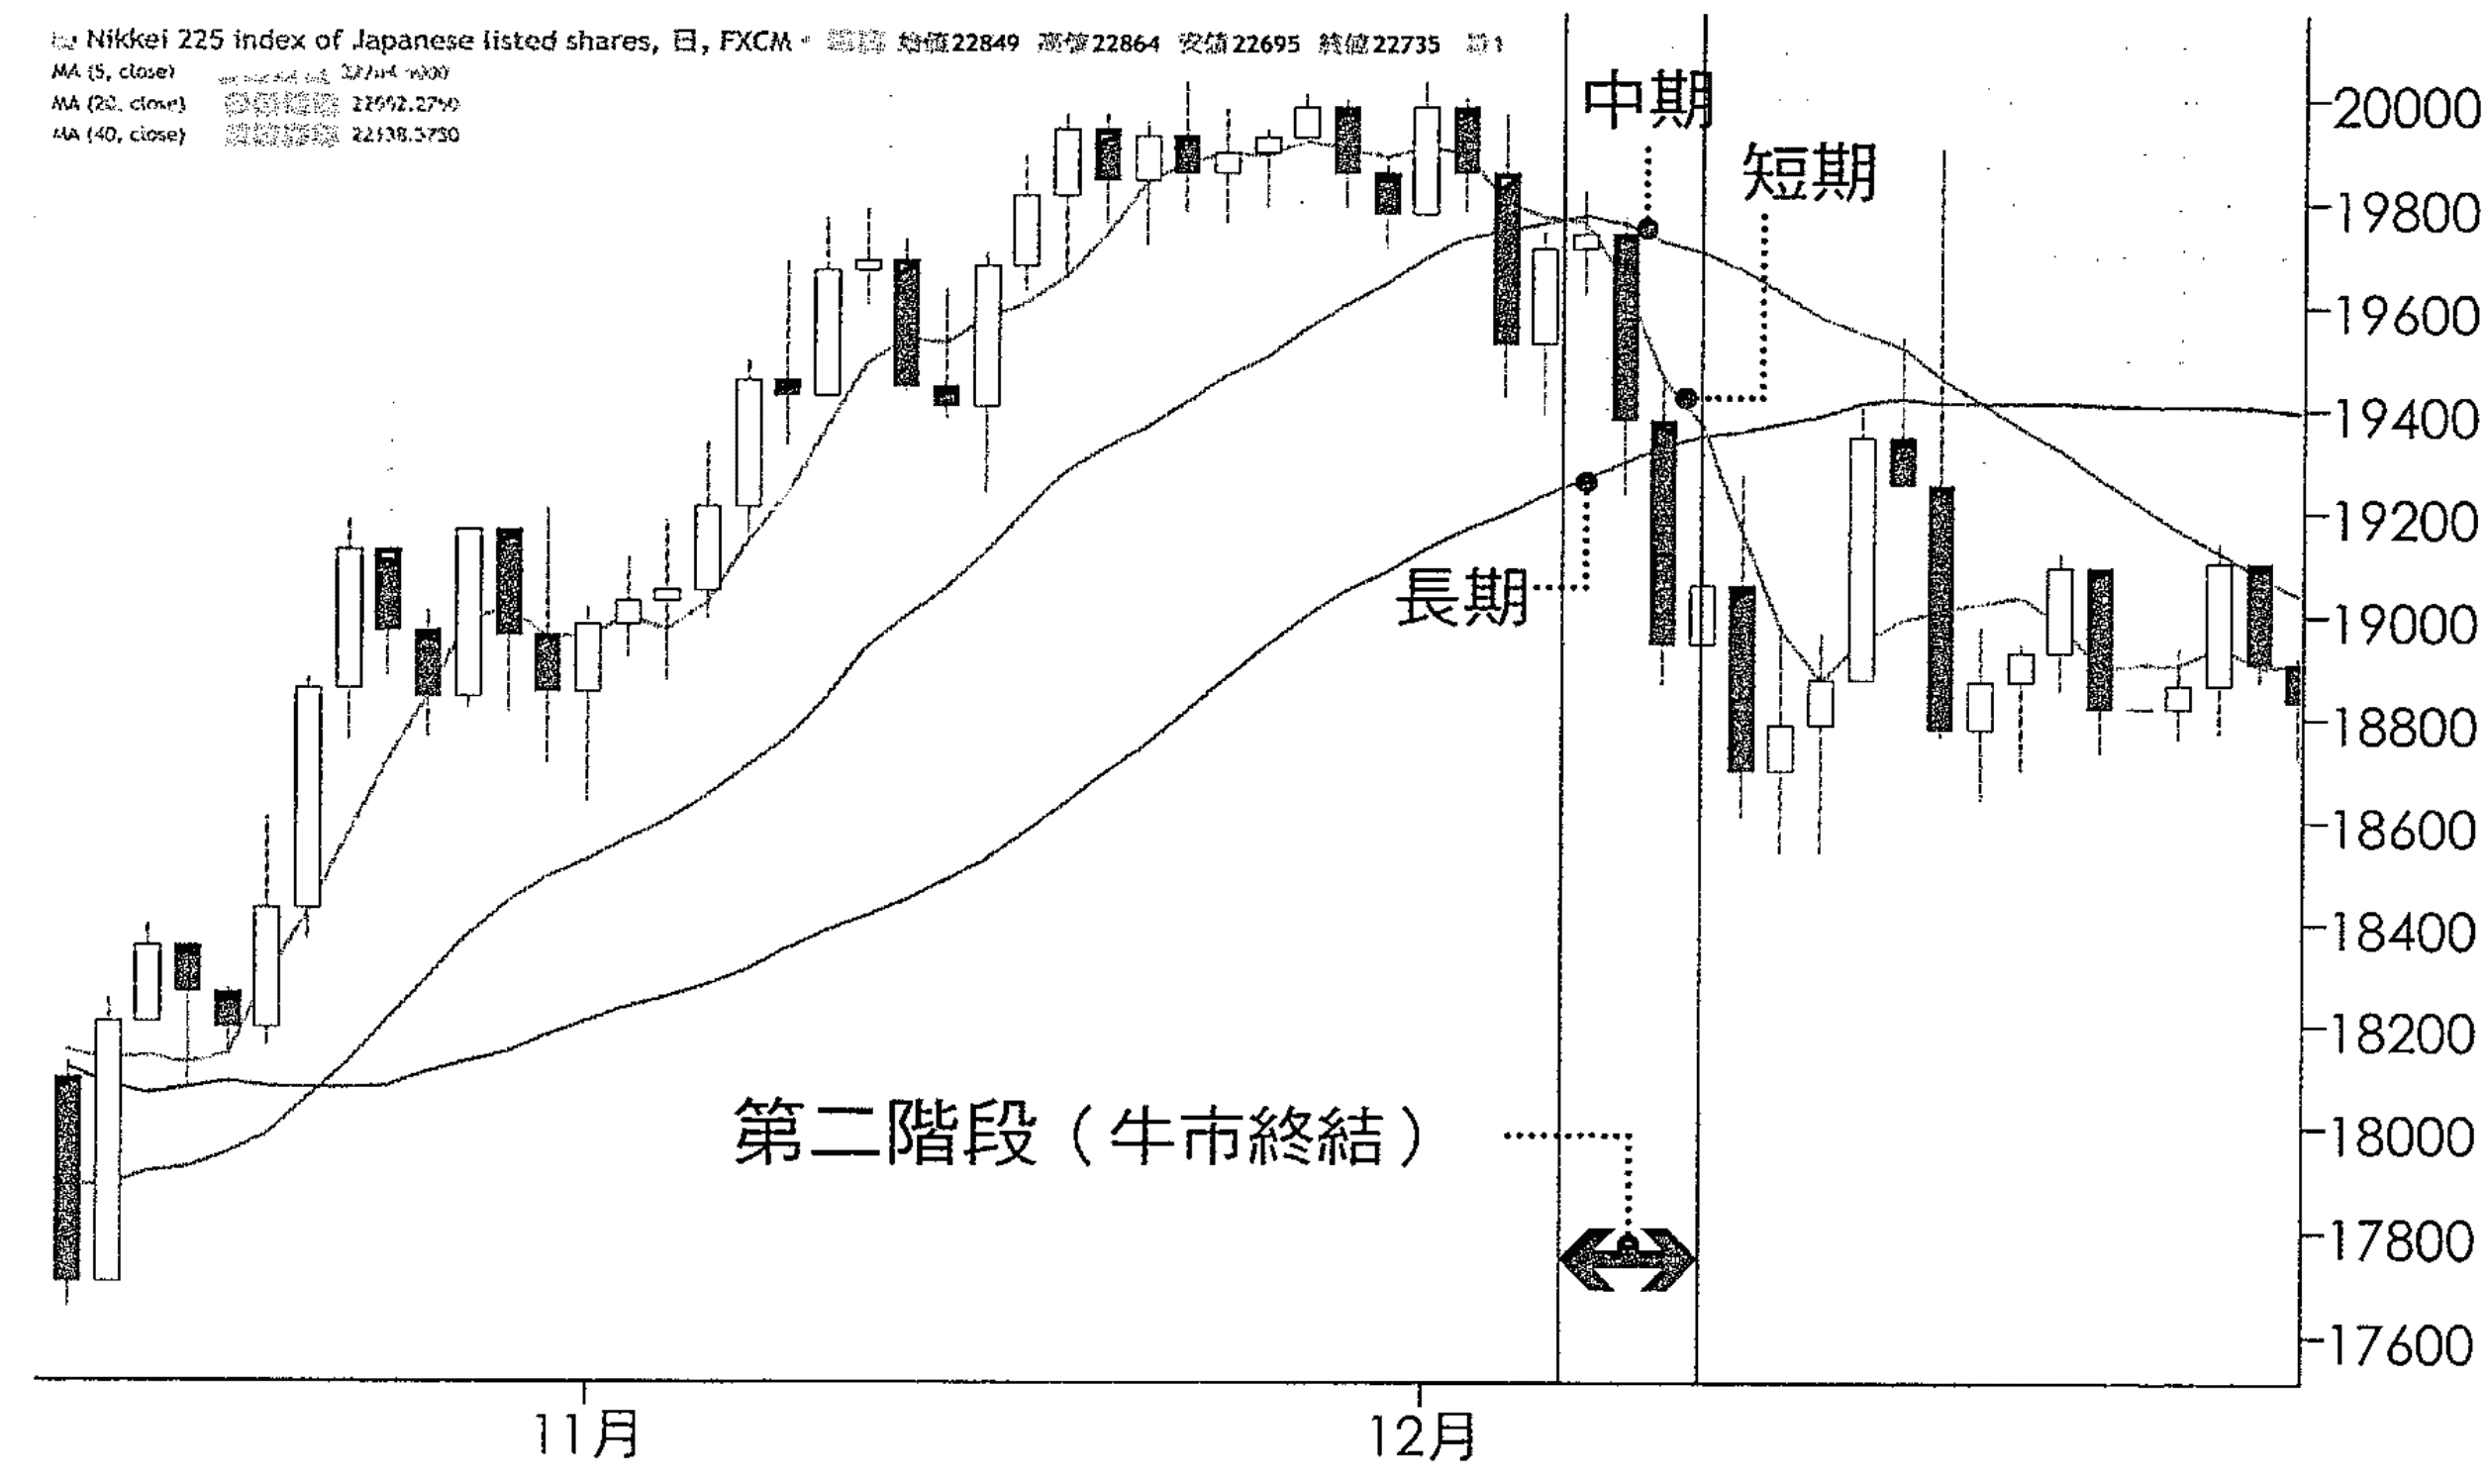 Nikkei 225 index of Japanese listed shares, 日, FXCM 始値22849 高値22864 安値22695 終値22735
MA (5, close)
MA (20, close)
MA (40, close)
中期
短期
長期
第二階段（牛市終結）
20000
19800
19600
19400
19200
19000
18800
18600
18400
18200
18000
17800
17600
11月
12月